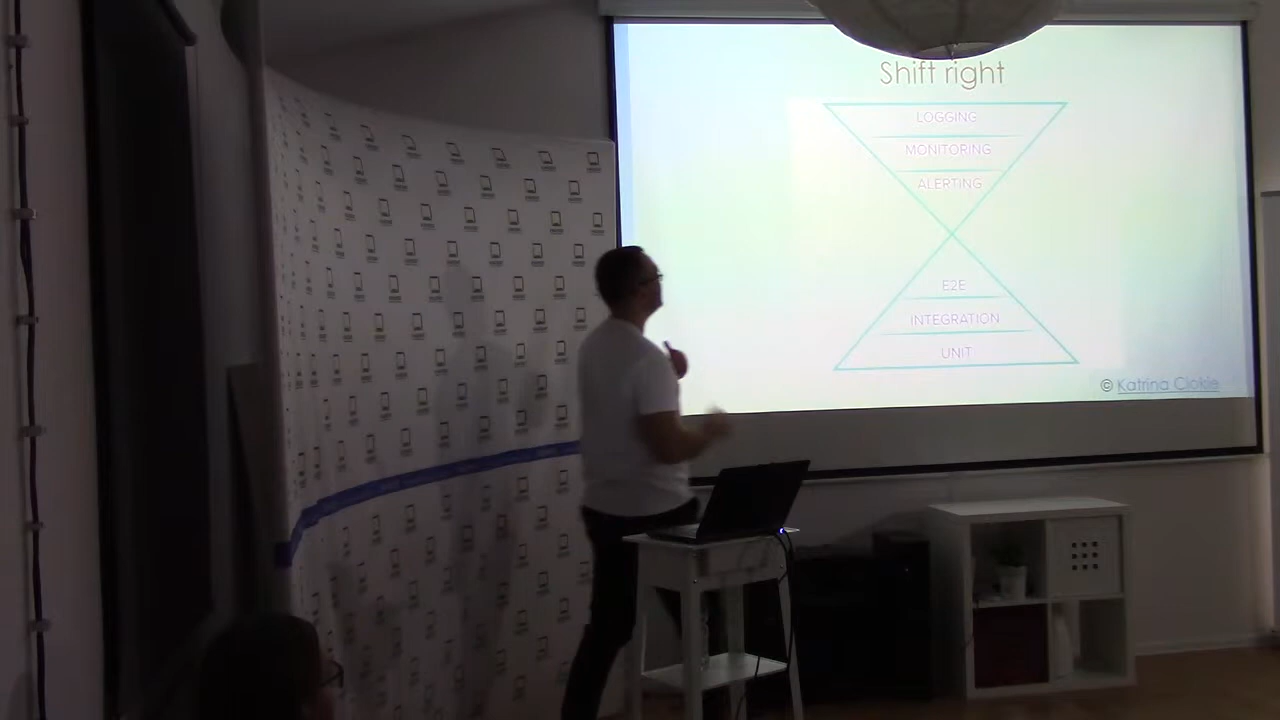 Shift right
LOGGING
MONITORING
ALERTING
E2E
INTEGRATION
UNIT
© Katrina Clokie